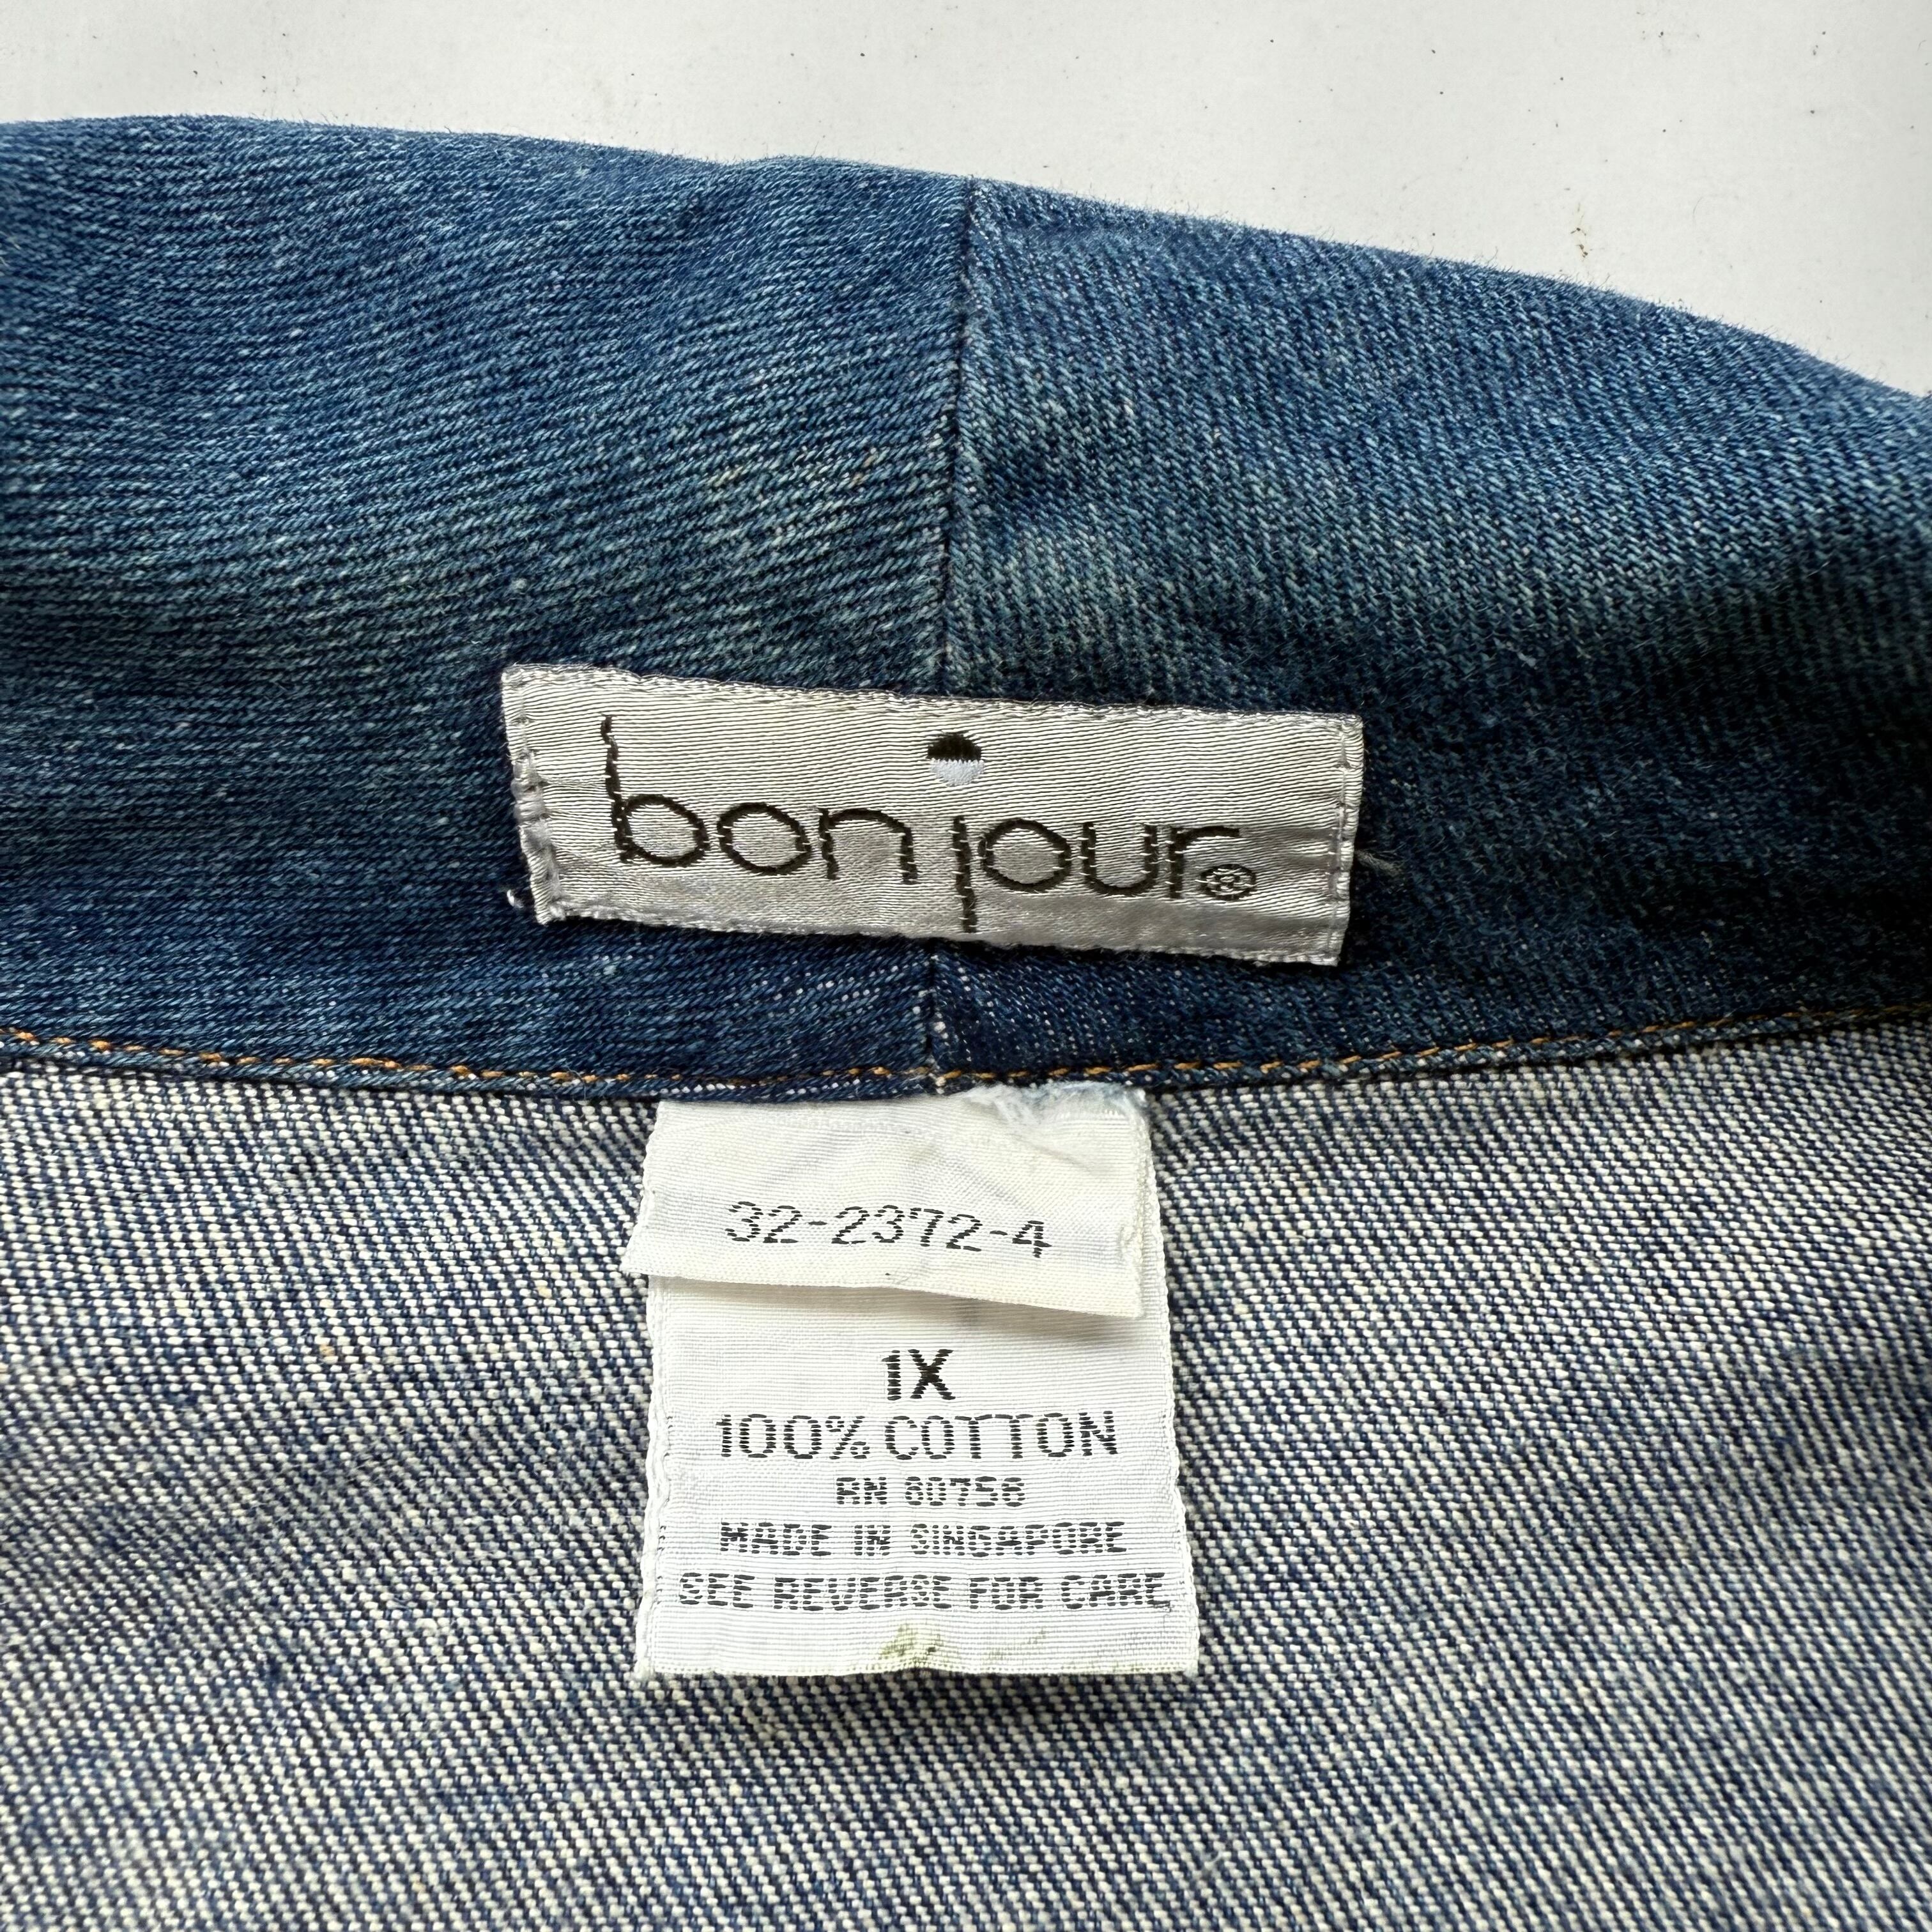 bonjour®
32-2372-4
1X
100% COTTON
RN 60756
MADE IN SINGAPORE
SEE REVERSE FOR CARE